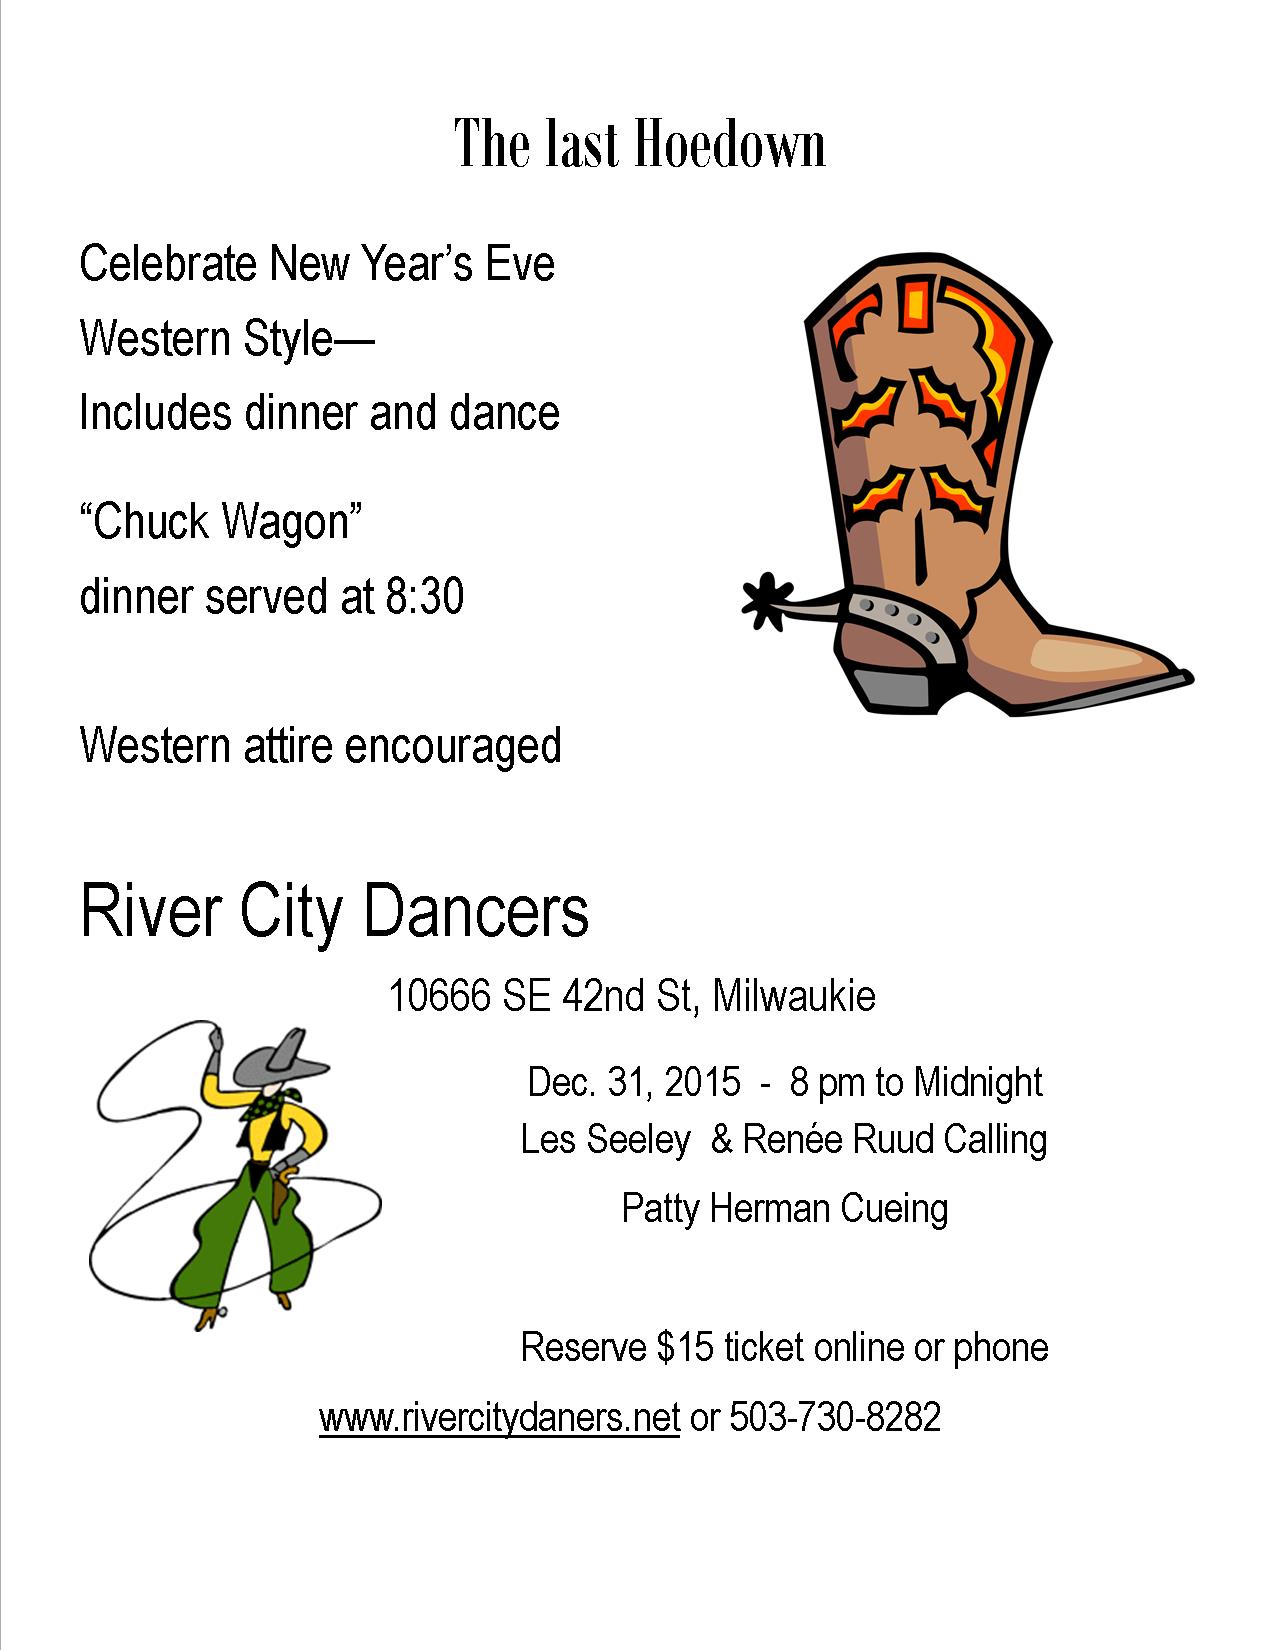 The last Hoedown
Celebrate New Year’s Eve
Western Style—
Includes dinner and dance
“Chuck Wagon”
dinner served at 8:30
Western attire encouraged
River City Dancers
10666 SE 42nd St, Milwaukie
Dec. 31, 2015 - 8 pm to Midnight
Les Seeley & Renée Ruud Calling
Patty Herman Cueing
Reserve $15 ticket online or phone
www.rivercitydaners.net or 503-730-8282